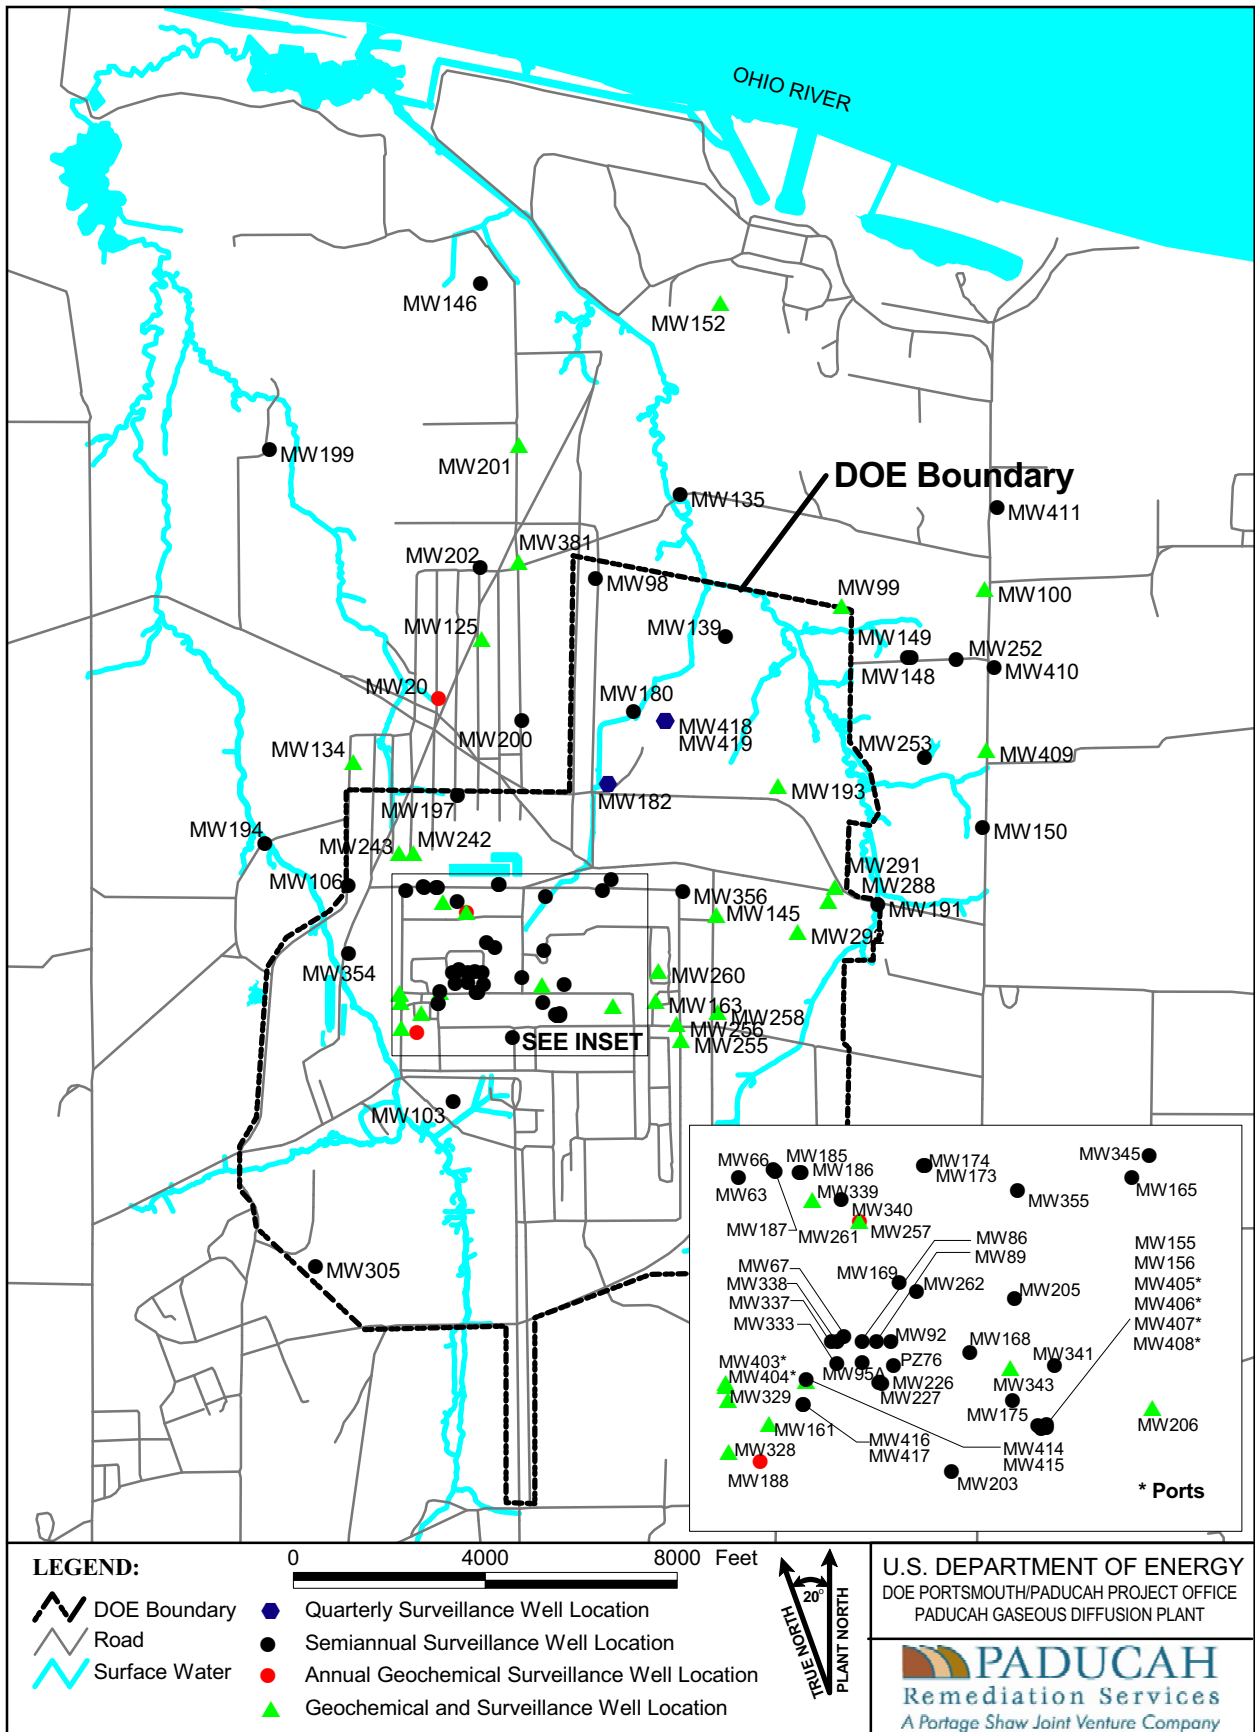 OHIO RIVER
MW146
MW152
MW199
MW201
DOE Boundary
MW135
MW411
MW381
MW202
MW98
MW99
MW100
MW125
MW139
MW149
MW252
MW148
MW410
MW20
MW180
MW418
MW419
MW200
MW134
MW253
MW409
MW182
MW193
MW197
MW194
MW150
MW243
MW242
MW291
MW106
MW288
MW356
MW191
MW145
MW292
MW354
MW260
MW163
MW258
MW256
SEE INSET
MW255
MW103
MW305
MW66
MW185
MW186
MW174
MW173
MW345
MW63
MW339
MW165
MW355
MW340
MW187
MW261
MW257
MW86
MW89
MW155
MW156
MW405*
MW406*
MW407*
MW408*
MW67
MW338
MW337
MW333
MW169
MW262
MW205
MW92
MW168
MW341
MW403*
MW404*
MW329
MW95A
PZ76
MW226
MW227
MW343
MW175
MW206
MW161
MW416
MW417
MW414
MW415
MW328
MW188
MW203
* Ports
LEGEND:
DOE Boundary
Road
Surface Water
0 4000 8000 Feet
Quarterly Surveillance Well Location
Semiannual Surveillance Well Location
Annual Geochemical Surveillance Well Location
Geochemical and Surveillance Well Location
20°
TRUE NORTH
PLANT NORTH
U.S. DEPARTMENT OF ENERGY
DOE PORTSMOUTH/PADUCAH PROJECT OFFICE
PADUCAH GASEOUS DIFFUSION PLANT
PADUCAH
Remediation Services
A Portage Shaw Joint Venture Company